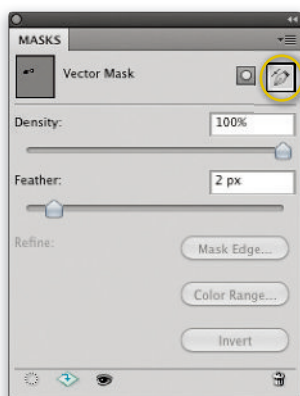 MASKS
Vector Mask
Density: 100%
Feather: 2 px
Refine: Mask Edge...
Color Range...
Invert